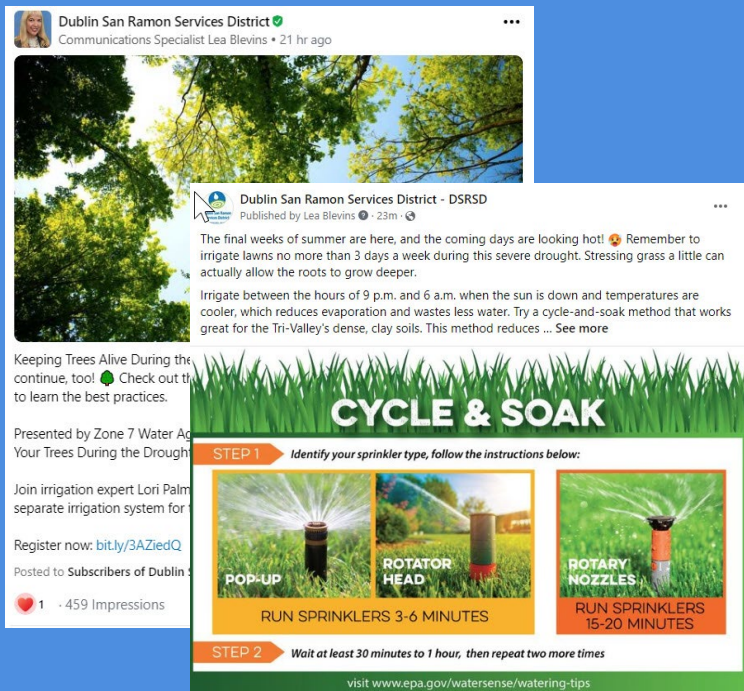 Dublin San Ramon Services District
Communications Specialist Lea Blevins • 21 hr ago
Keeping Trees Alive During the
continue, too! Check out th
to learn the best practices.
Presented by Zone 7 Water Ag
Your Trees During the Drought
Join irrigation expert Lori Palm
separate irrigation system for
Register now: bit.ly/3AZiedQ
Posted to Subscribers of Dublin
1 · 459 Impressions
Dublin San Ramon Services District - DSRSD
Published by Lea Blevins · 23m ·
The final weeks of summer are here, and the coming days are looking hot! Remember to
irrigate lawns no more than 3 days a week during this severe drought. Stressing grass a little can
actually allow the roots to grow deeper.
Irrigate between the hours of 9 p.m. and 6 a.m. when the sun is down and temperatures are
cooler, which reduces evaporation and wastes less water. Try a cycle-and-soak method that works
great for the Tri-Valley's dense, clay soils. This method reduces ... See more
CYCLE & SOAK
STEP 1 Identify your sprinkler type, follow the instructions below:
POP-UP
ROTATOR
HEAD
ROTARY
NOZZLES
RUN SPRINKLERS 3-6 MINUTES
RUN SPRINKLERS
15-20 MINUTES
STEP 2 Wait at least 30 minutes to 1 hour, then repeat two more times
visit www.epa.gov/watersense/watering-tips